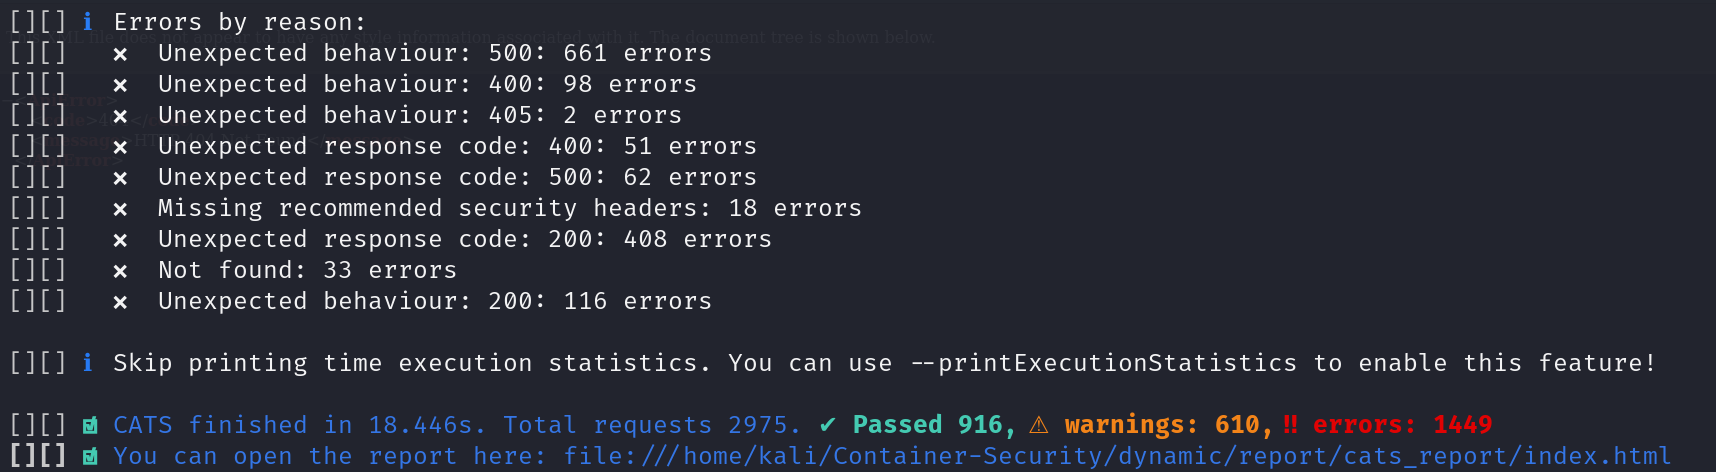 [][] ℹ Errors by reason:
[][] × Unexpected behaviour: 500: 661 errors
[][] × Unexpected behaviour: 400: 98 errors
[][] × Unexpected behaviour: 405: 2 errors
[][] × Unexpected response code: 400: 51 errors
[][] × Unexpected response code: 500: 62 errors
[][] × Missing recommended security headers: 18 errors
[][] × Unexpected response code: 200: 408 errors
[][] × Not found: 33 errors
[][] × Unexpected behaviour: 200: 116 errors
[][] ℹ Skip printing time execution statistics. You can use --printExecutionStatistics to enable this feature!
[][] ☑ CATS finished in 18.446s. Total requests 2975. ✔ Passed 916, ⚠ warnings: 610, ‼ errors: 1449
[][] ☑ You can open the report here: file:///home/kali/Container-Security/dynamic/report/cats_report/index.html